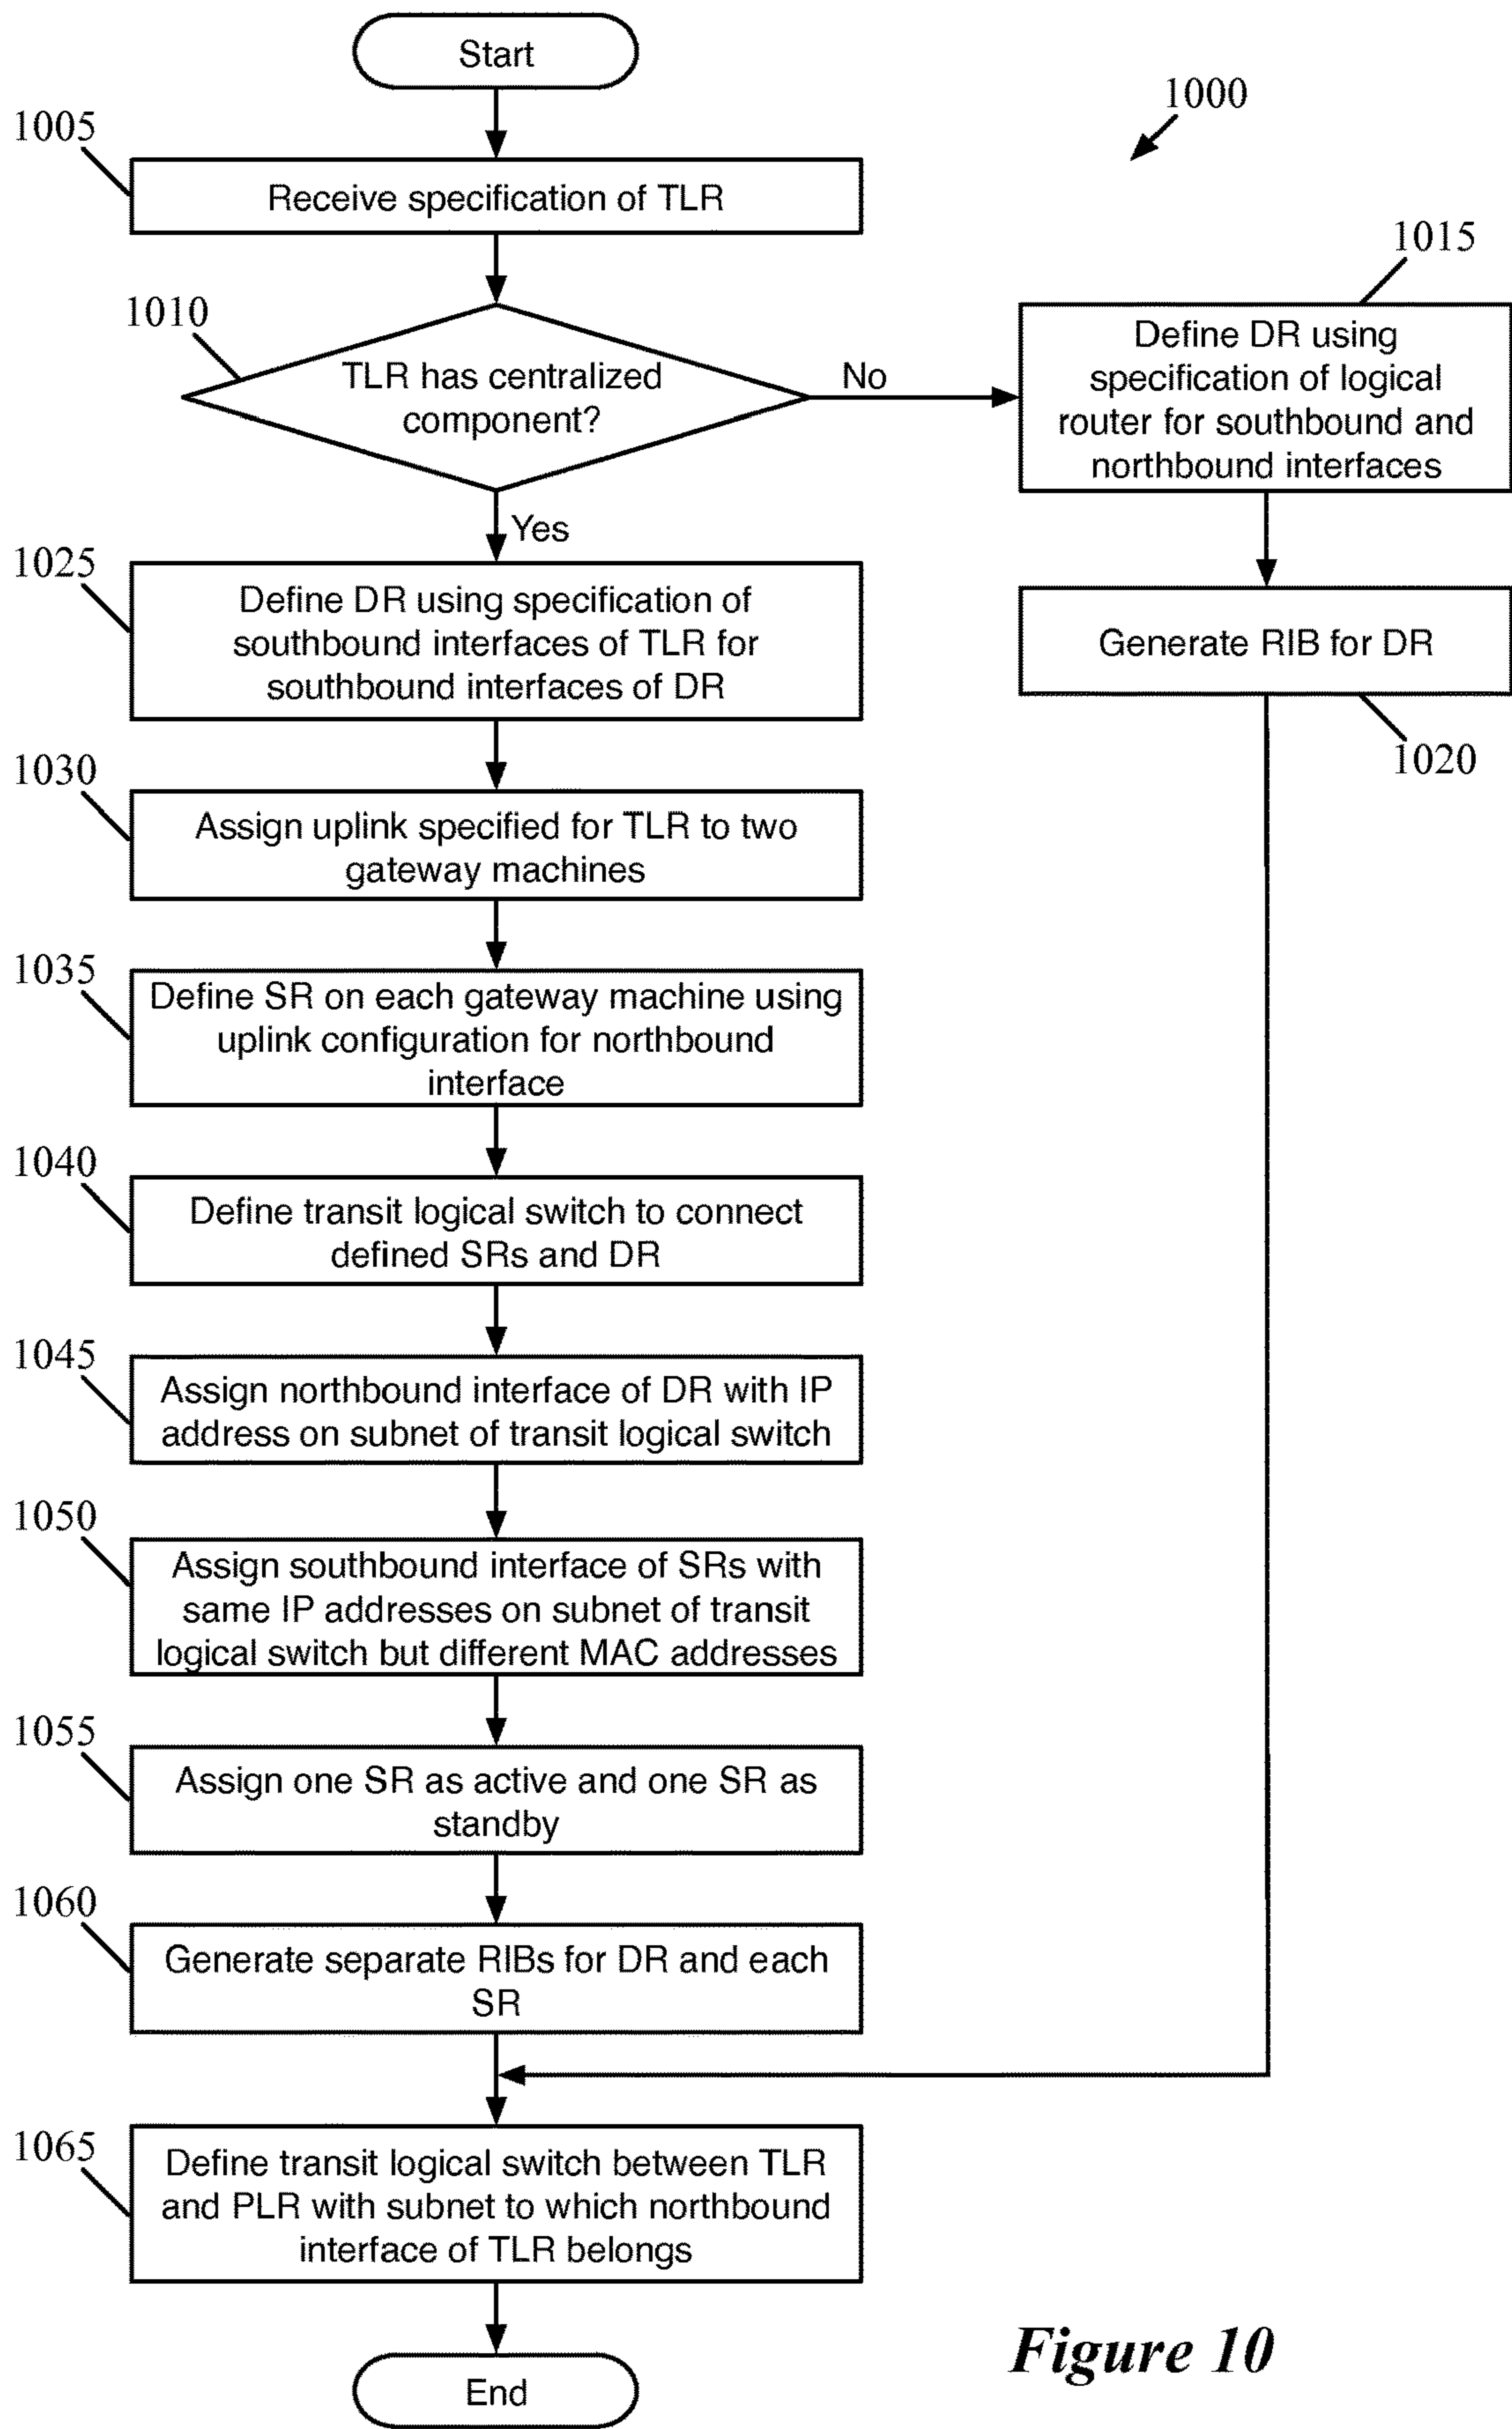 Start
1000
1005
Receive specification of TLR
1010
TLR has centralized
component?
No
Yes
1015
Define DR using
specification of logical
router for southbound and
northbound interfaces
Generate RIB for DR
1020
1025
Define DR using specification of
southbound interfaces of TLR for
southbound interfaces of DR
1030
Assign uplink specified for TLR to two
gateway machines
1035
Define SR on each gateway machine using
uplink configuration for northbound
interface
1040
Define transit logical switch to connect
defined SRs and DR
1045
Assign northbound interface of DR with IP
address on subnet of transit logical switch
1050
Assign southbound interface of SRs with
same IP addresses on subnet of transit
logical switch but different MAC addresses
1055
Assign one SR as active and one SR as
standby
1060
Generate separate RIBs for DR and each
SR
1065
Define transit logical switch between TLR
and PLR with subnet to which northbound
interface of TLR belongs
End
Figure 10